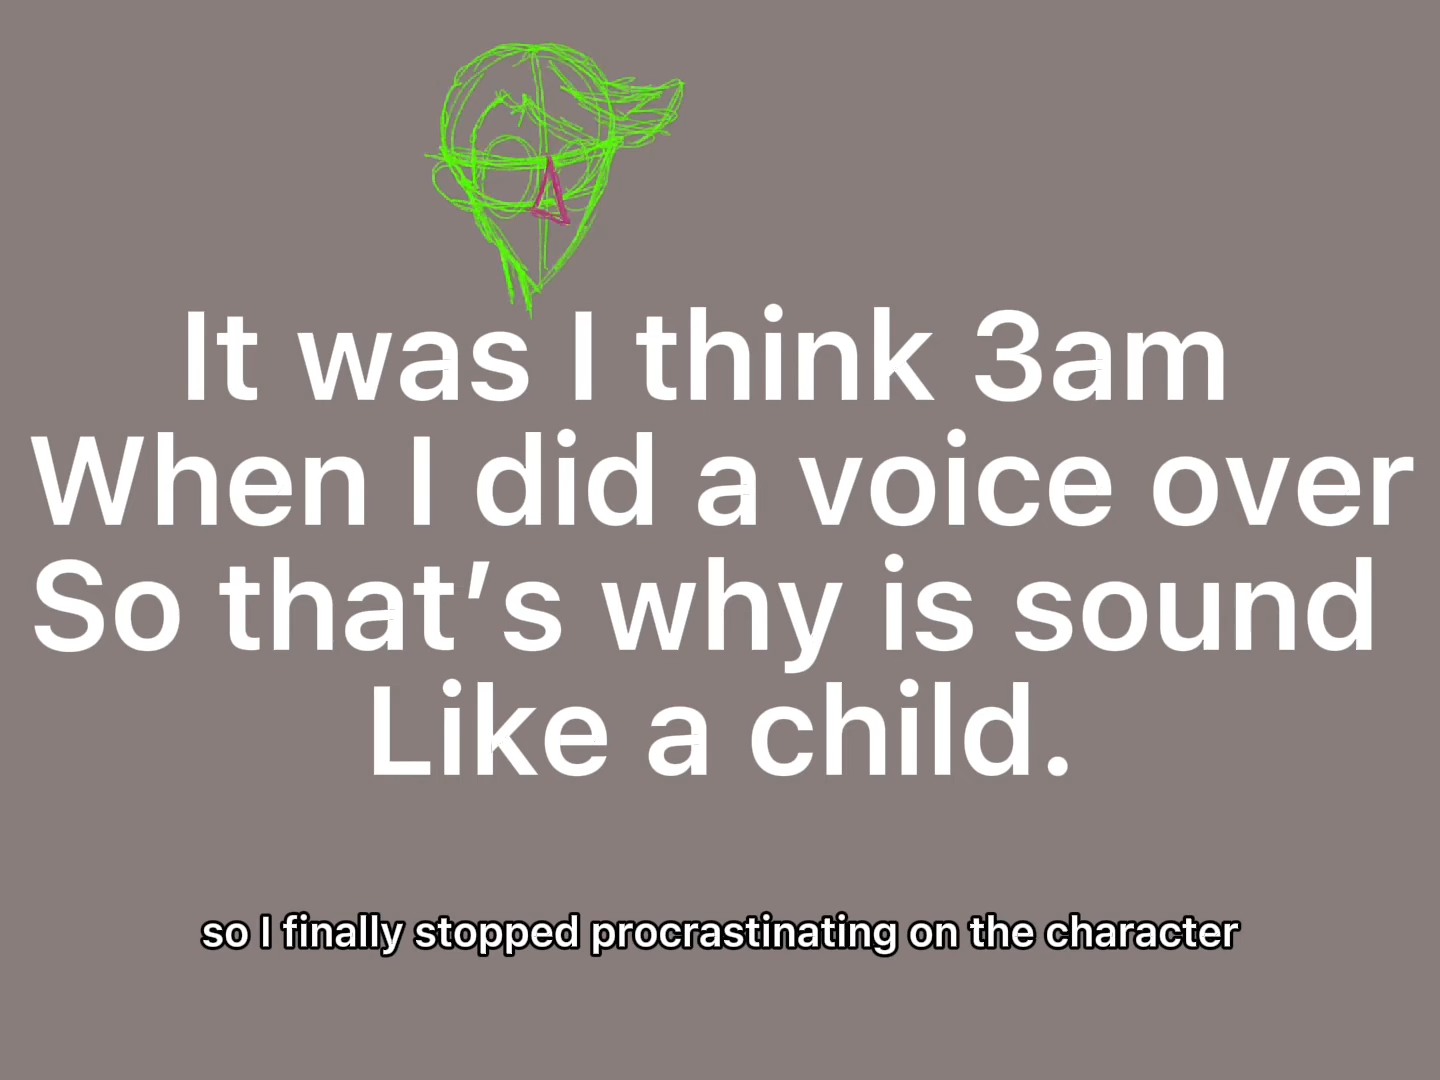 It was I think 3am
When I did a voice over
So that’s why is sound
Like a child.
so I finally stopped procrastinating on the character